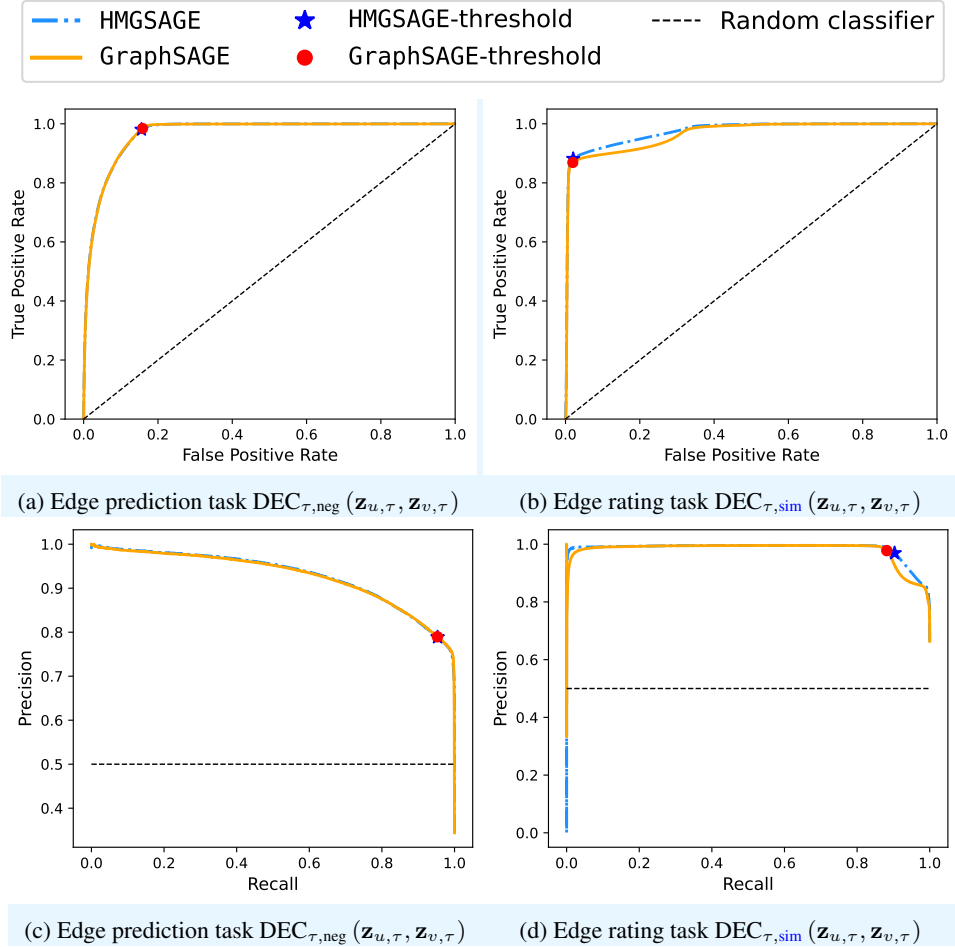 HMGSAGE HMGSAGE-threshold Random classifier
GraphSAGE GraphSAGE-threshold
1.0 1.0
0.8 0.8
0.6 0.6
0.4 0.4
0.2 0.2
0.0 0.0
True Positive Rate True Positive Rate
0.0 0.2 0.4 0.6 0.8 1.0 0.0 0.2 0.4 0.6 0.8 1.0
False Positive Rate False Positive Rate
(a) Edge prediction task DEC_{τ,neg} (z_{u,τ}, z_{v,τ}) (b) Edge rating task DEC_{τ,sim} (z_{u,τ}, z_{v,τ})
1.0 1.0
0.9 0.8
0.8 0.6
0.7 0.4
0.6 0.2
0.5 0.0
0.4
Precision Precision
0.0 0.2 0.4 0.6 0.8 1.0 0.0 0.2 0.4 0.6 0.8 1.0
Recall Recall
(c) Edge prediction task DEC_{τ,neg} (z_{u,τ}, z_{v,τ}) (d) Edge rating task DEC_{τ,sim} (z_{u,τ}, z_{v,τ})